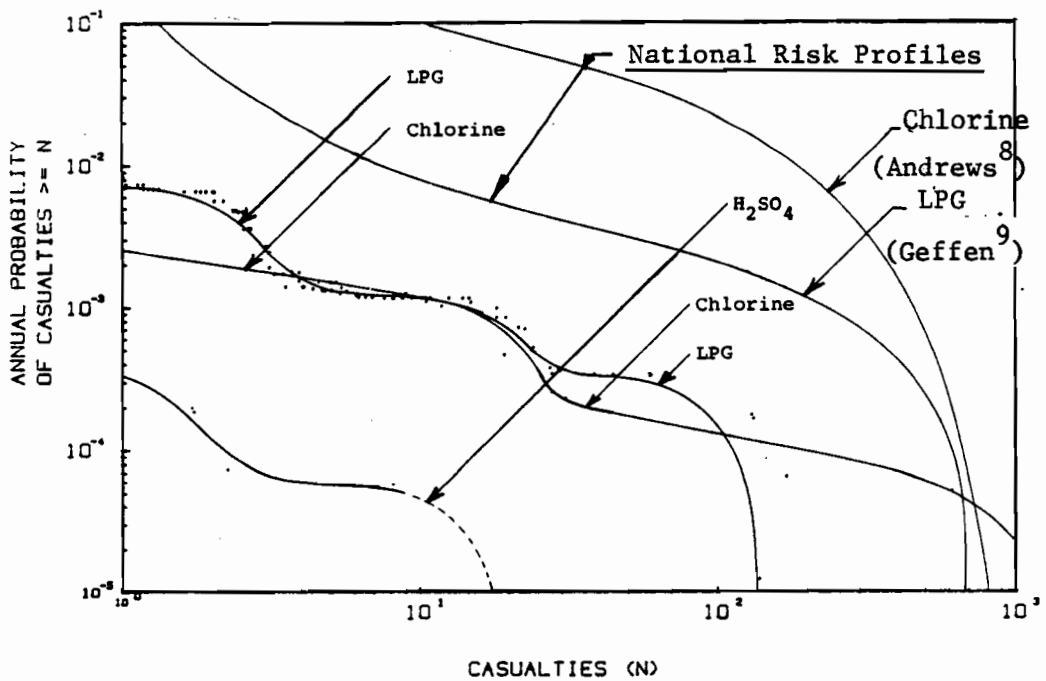 10⁻¹
National Risk Profiles
LPG
Chlorine
Chlorine
(Andrews⁸)
LPG
(Geffen⁹)
10⁻²
H₂SO₄
ANNUAL PROBABILITY
OF CASUALTIES >= N
10⁻³
Chlorine
LPG
10⁻⁴
10⁻⁵
10⁰
10¹
10²
10³
CASUALTIES (N)